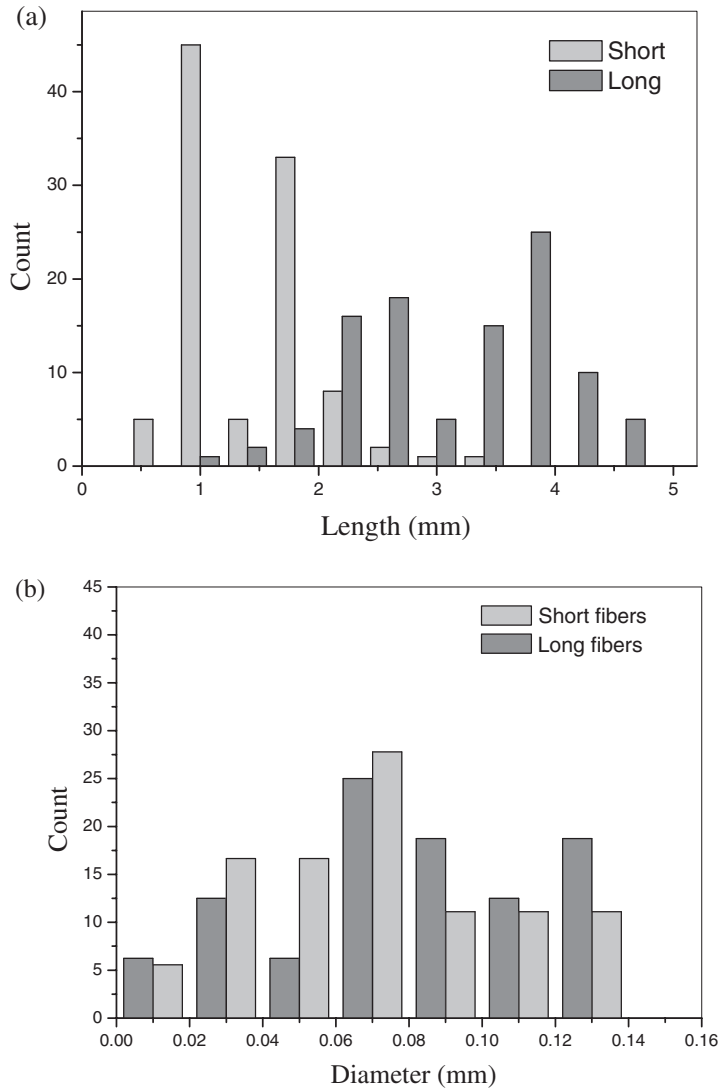 (a)
Short
Long
40
30
20
10
0
Count
0 1 2 3 4 5
Length (mm)
(b)
45
40
35
30
25
20
15
10
5
0
Short fibers
Long fibers
Count
0.00 0.02 0.04 0.06 0.08 0.10 0.12 0.14 0.16
Diameter (mm)